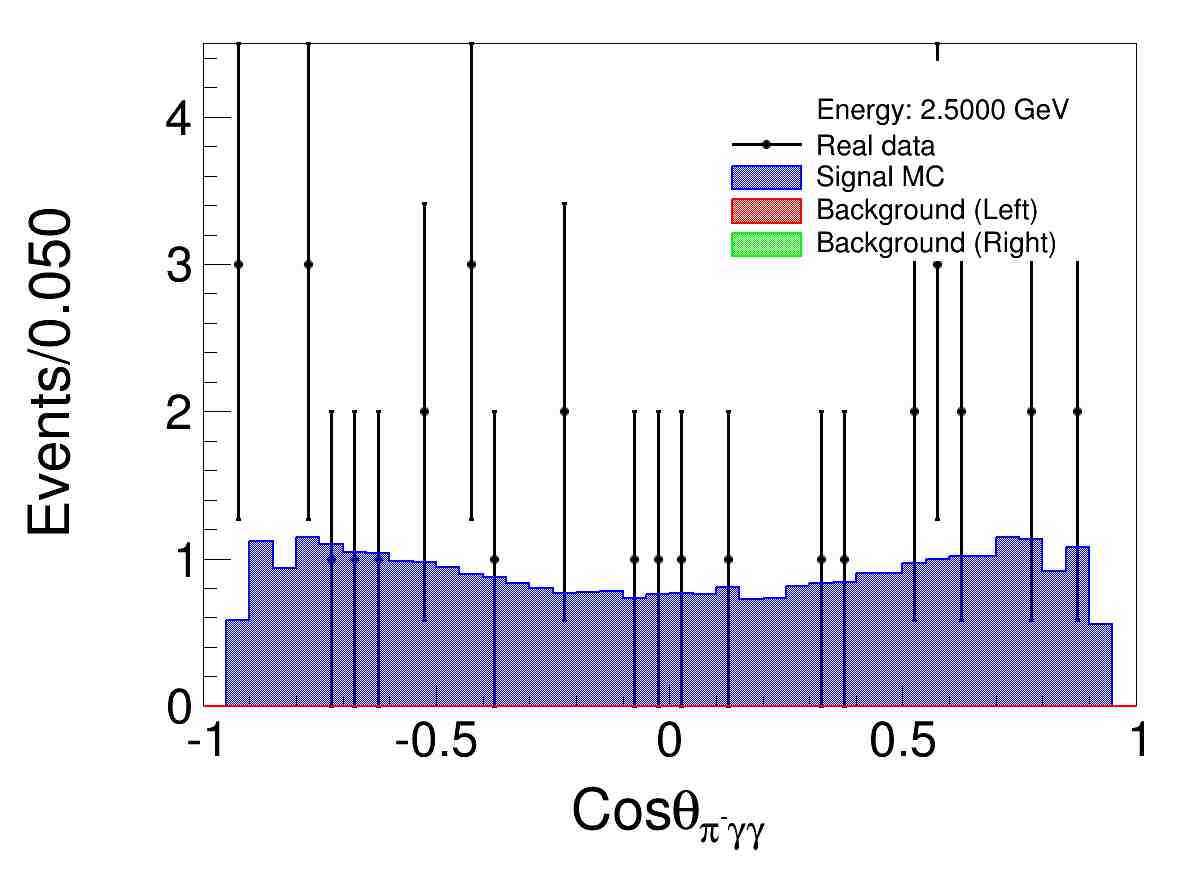 Energy: 2.5000 GeV
Real data
Signal MC
Background (Left)
Background (Right)
Events/0.050
4
3
2
1
0
-1 -0.5 0 0.5 1
Cosθπ-γγ